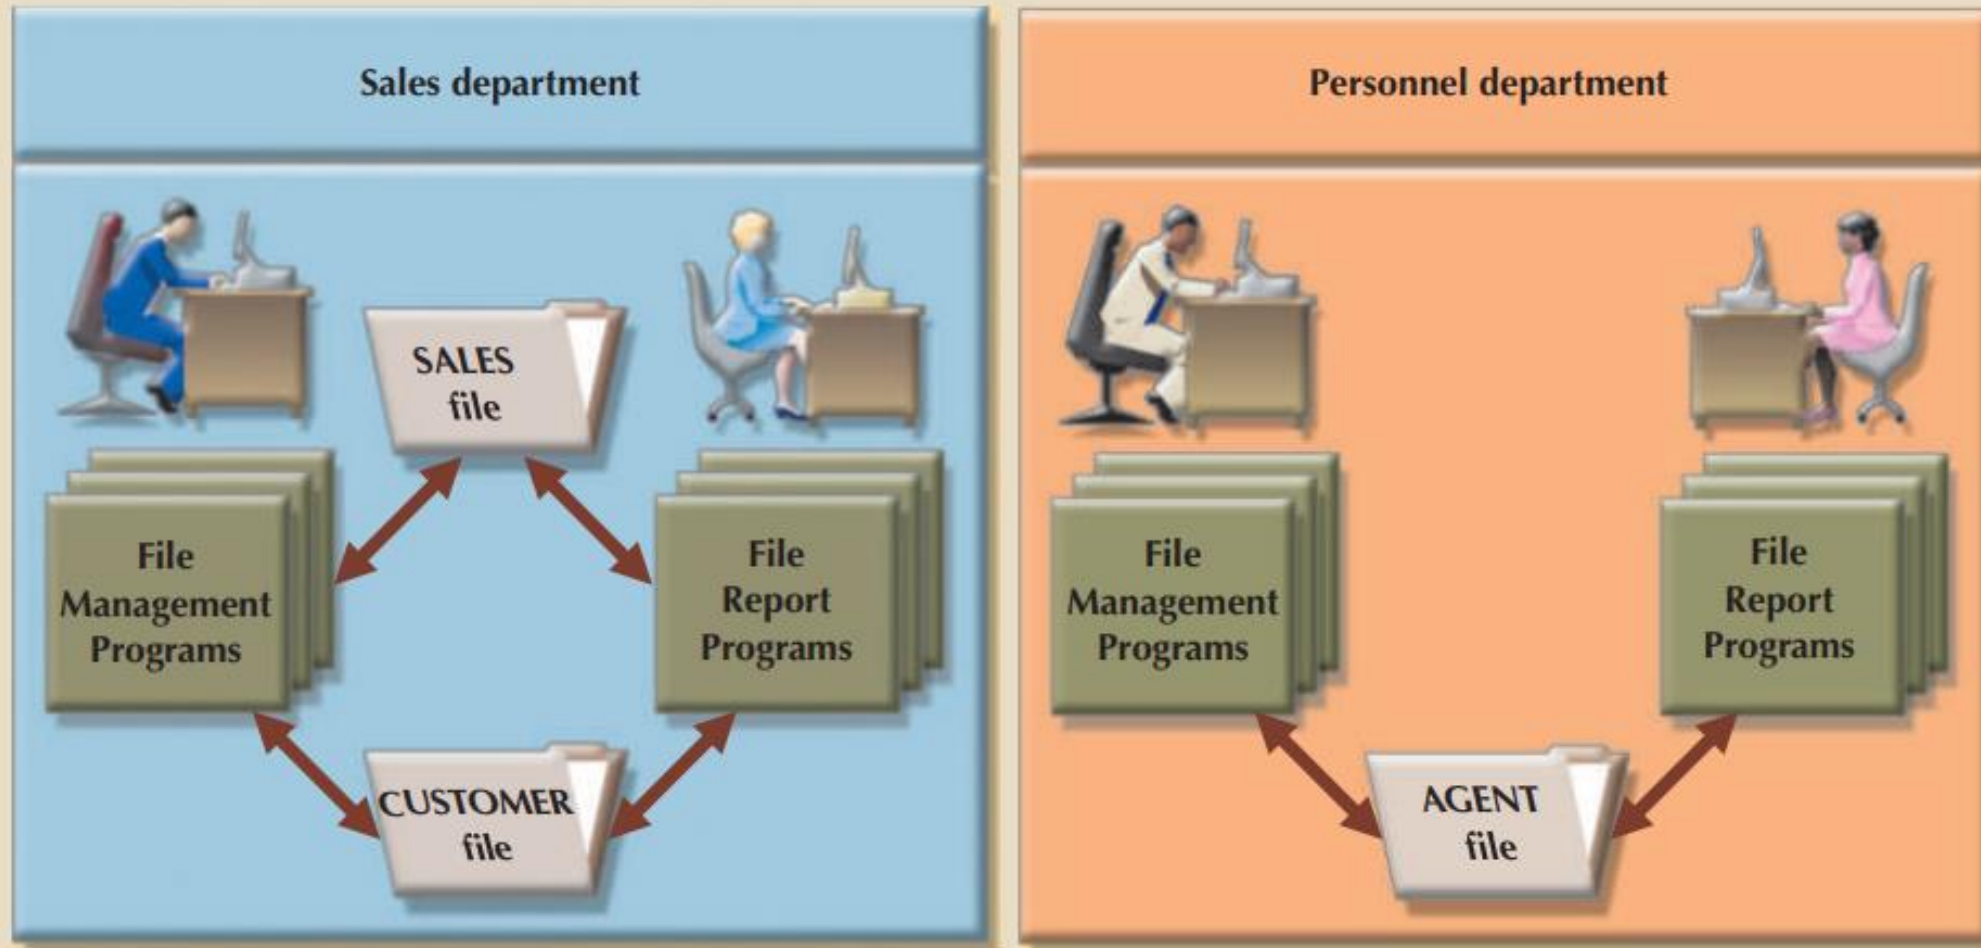 Sales department
SALES
file
File
Management
Programs
File
Report
Programs
CUSTOMER
file
Personnel department
File
Management
Programs
File
Report
Programs
AGENT
file